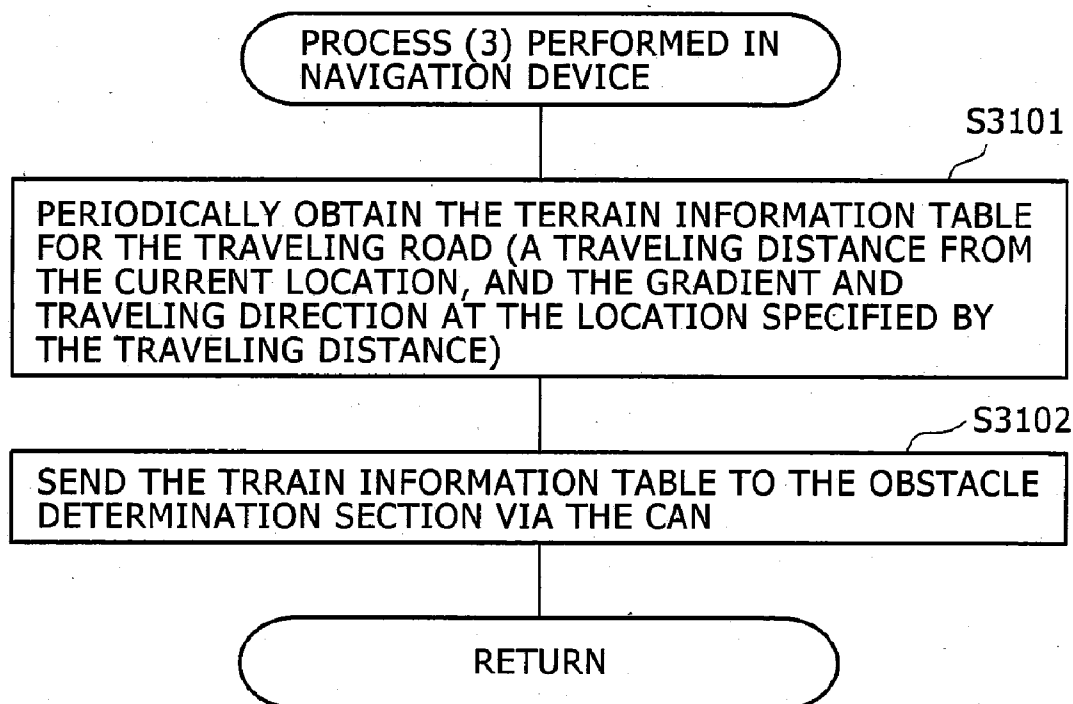 PROCESS (3) PERFORMED IN
NAVIGATION DEVICE
S3101
PERIODICALLY OBTAIN THE TERRAIN INFORMATION TABLE
FOR THE TRAVELING ROAD (A TRAVELING DISTANCE FROM
THE CURRENT LOCATION, AND THE GRADIENT AND
TRAVELING DIRECTION AT THE LOCATION SPECIFIED BY
THE TRAVELING DISTANCE)
S3102
SEND THE TRRAIN INFORMATION TABLE TO THE OBSTACLE
DETERMINATION SECTION VIA THE CAN
RETURN